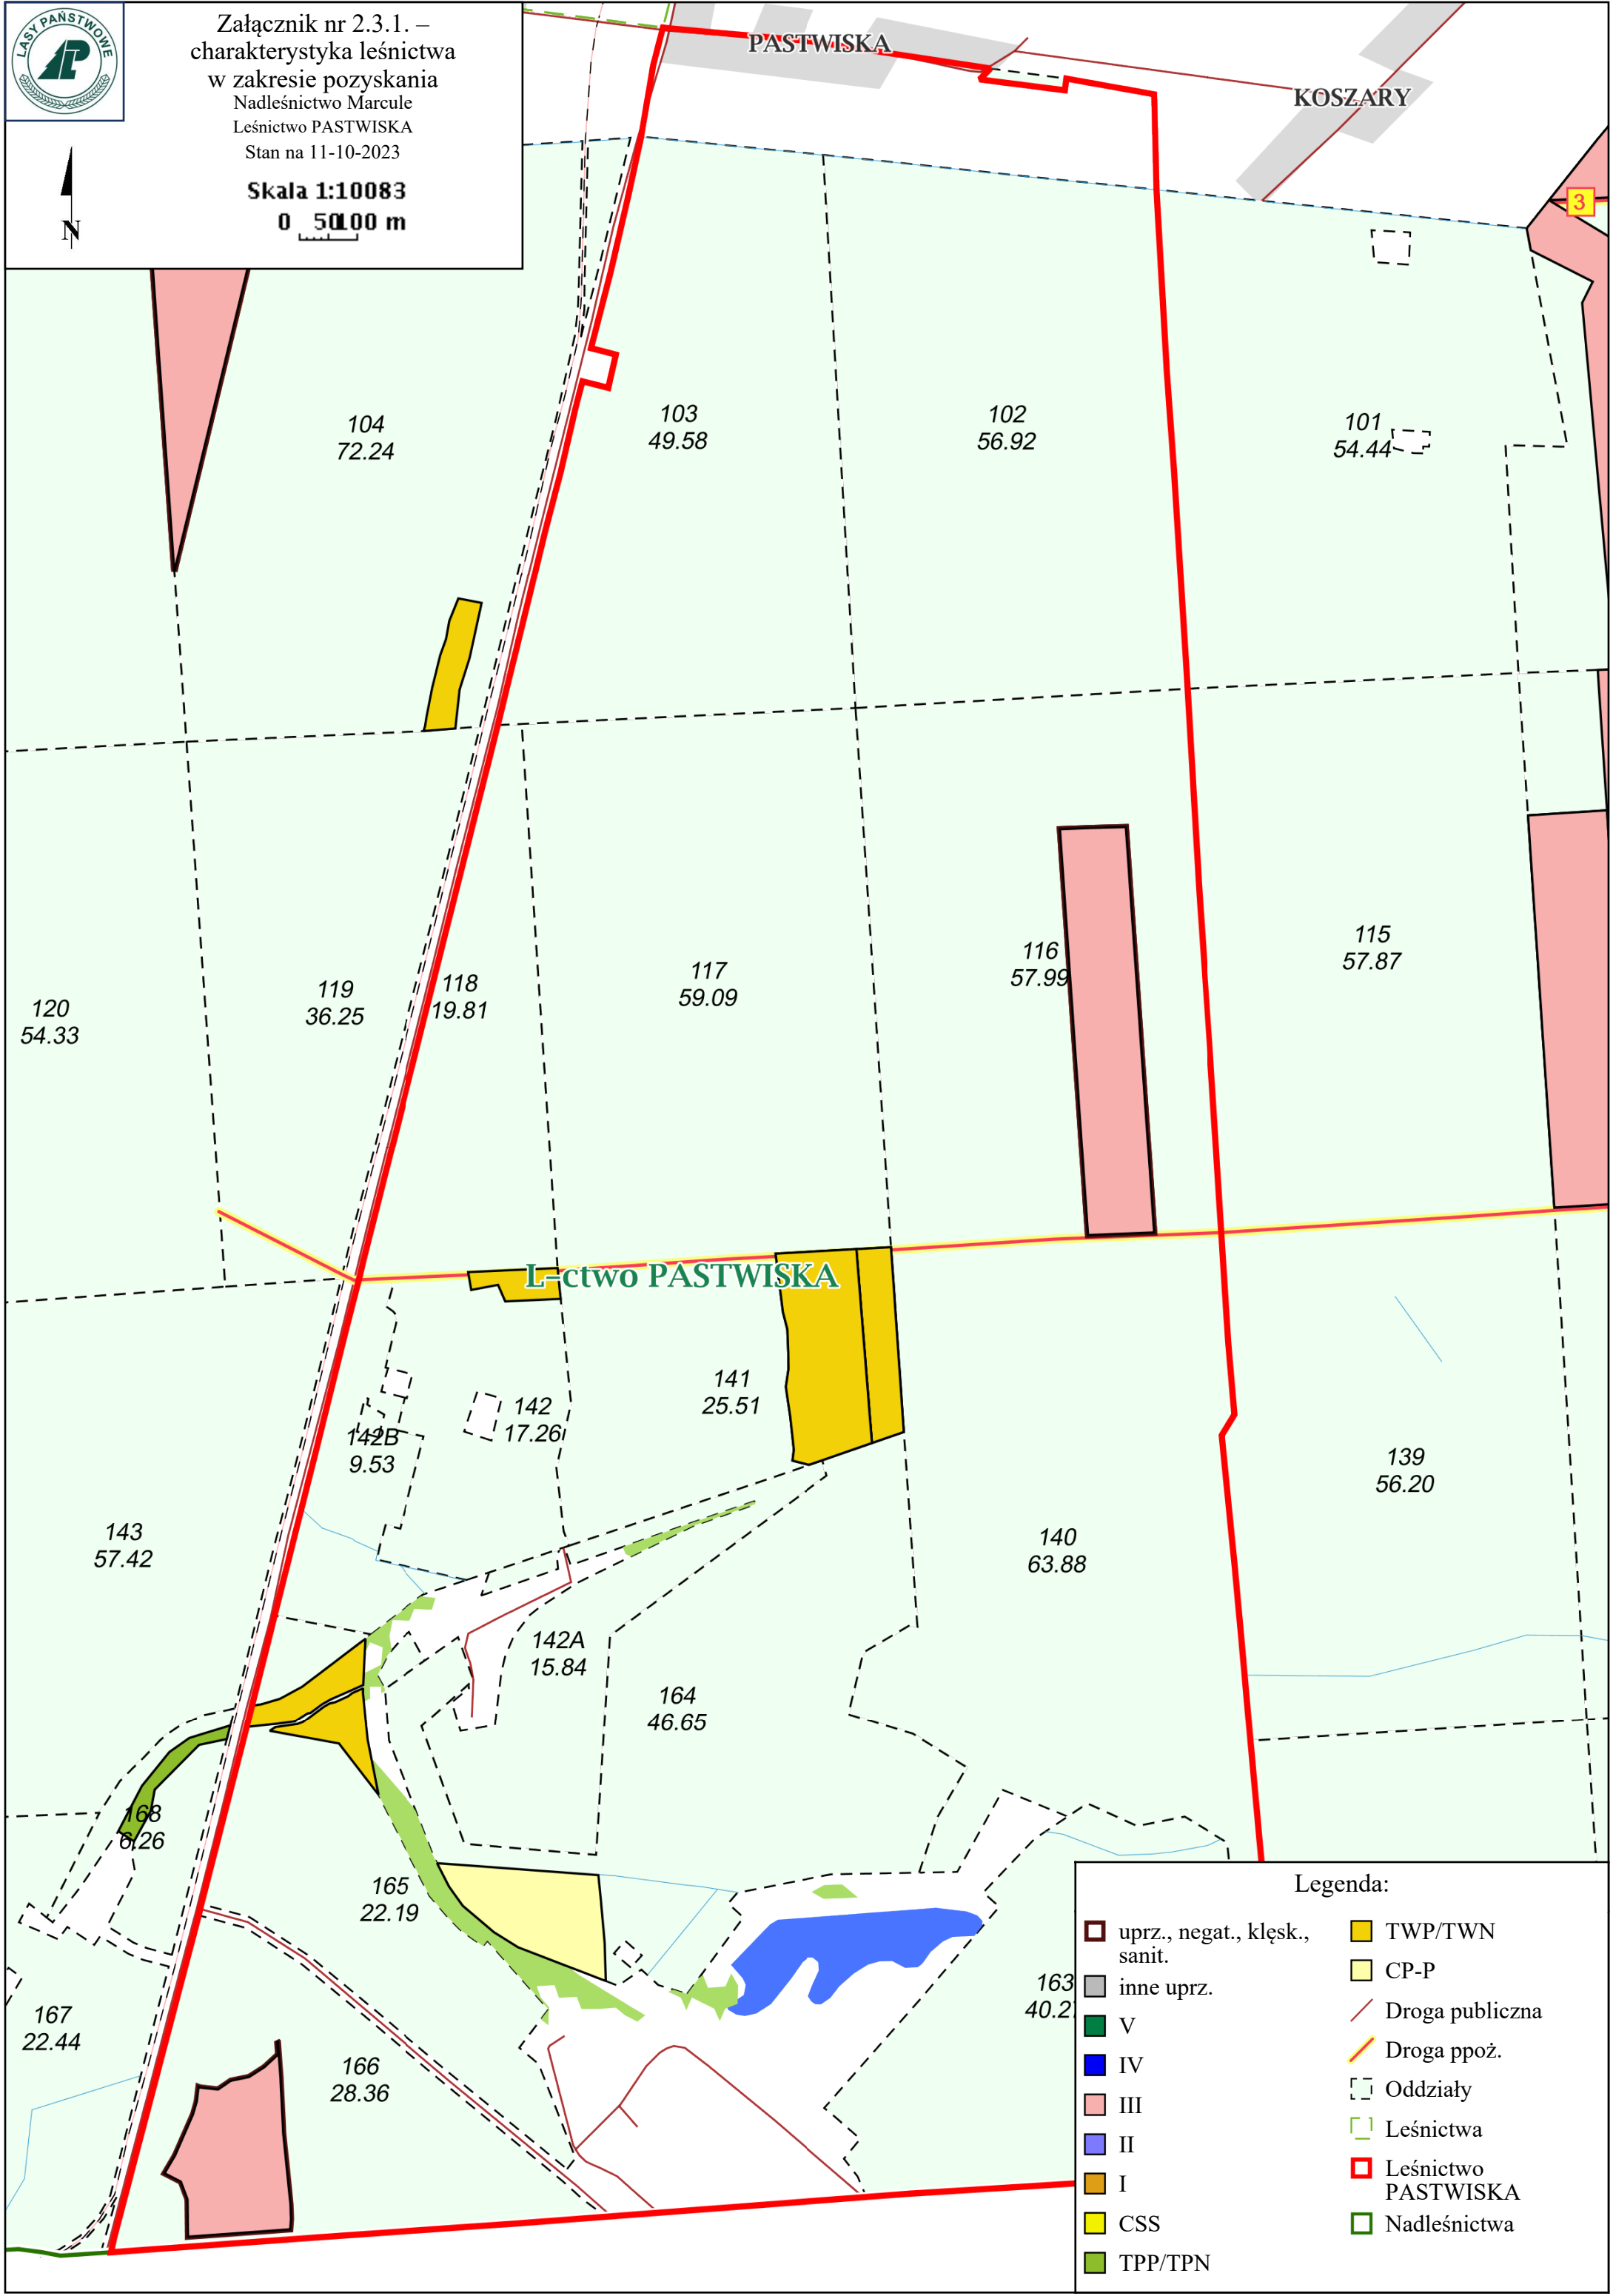 LASY PAŃSTWOWE
Załącznik nr 2.3.1. –
charakterystyka leśnictwa
w zakresie pozyskania
Nadleśnictwo Marcule
Leśnictwo PASTWISKA
Stan na 11-10-2023
Skala 1:10083
0 50 100 m
N
PASTWISKA
KOSZARY
3
104
72.24
103
49.58
102
56.92
101
54.44
120
54.33
119
36.25
118
19.81
117
59.09
116
57.99
115
57.87
L-ctwo PASTWISKA
141
25.51
142
17.26
142B
9.53
139
56.20
143
57.42
140
63.88
142A
15.84
164
46.65
168
6.26
165
22.19
163
167
22.44
166
28.36
Legenda:
uprz., negat., klęsk.,
sanit.
inne uprz.
V
IV
III
II
I
CSS
TPP/TPN
TWP/TWN
CP-P
Droga publiczna
Droga ppoż.
Oddziały
Leśnictwa
Leśnictwo
PASTWISKA
Nadleśnictwa